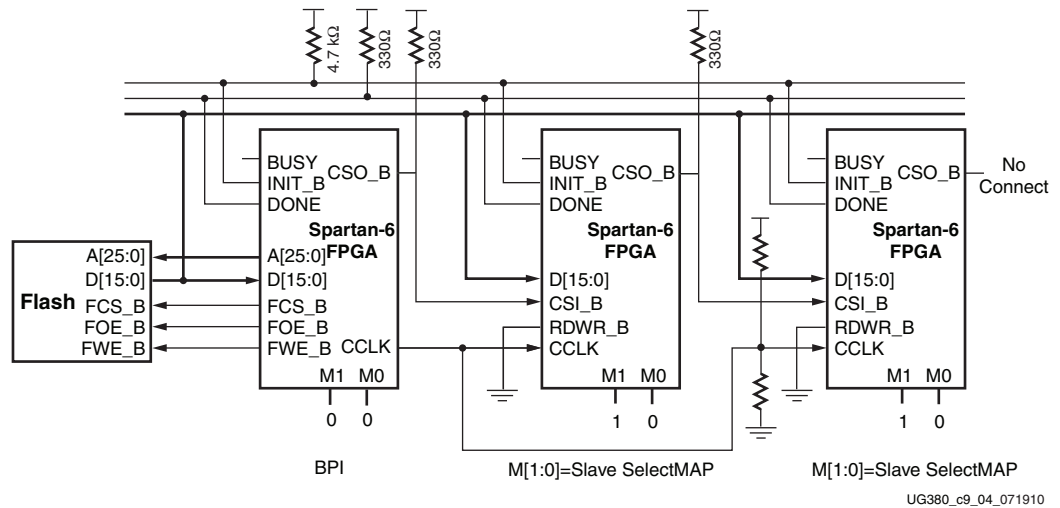 4.7 kΩ
330Ω
330Ω
330Ω
BUSY
INIT_B
DONE
CSO_B
Spartan-6
FPGA
A[25:0]
D[15:0]
FCS_B
FOE_B
FWE_B
CCLK
M1 M0
0 0
BPI
Flash
A[25:0]
D[15:0]
FCS_B
FOE_B
FWE_B
BUSY
INIT_B
DONE
CSO_B
Spartan-6
FPGA
D[15:0]
CSI_B
RDWR_B
CCLK
M1 M0
1 0
M[1:0]=Slave SelectMAP
BUSY
INIT_B
DONE
CSO_B
No
Connect
Spartan-6
FPGA
D[15:0]
CSI_B
RDWR_B
CCLK
M1 M0
1 0
M[1:0]=Slave SelectMAP
UG380_c9_04_071910